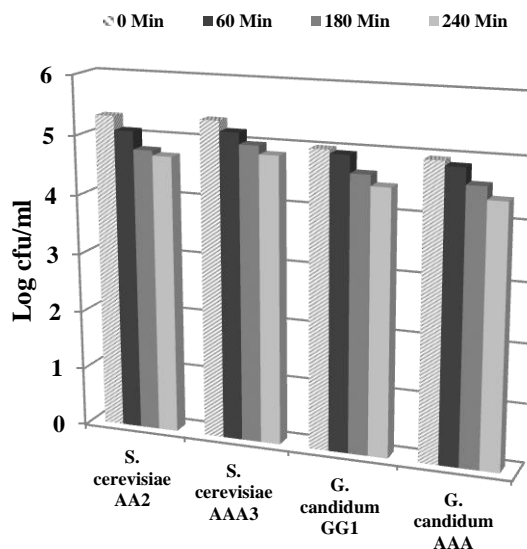 0 Min 60 Min 180 Min 240 Min
6
5
4
3
2
1
0
Log cfu/ml
S.
cerevisiae
AA2
S.
cerevisiae
AAA3
G.
candidum
GG1
G.
candidum
AAA